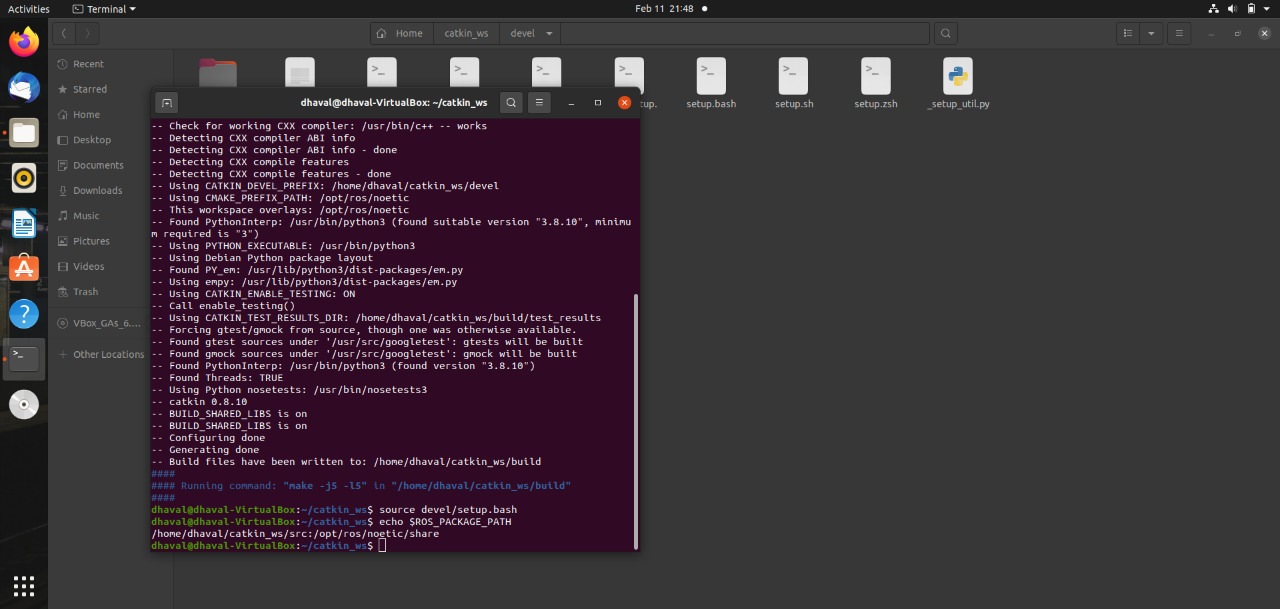 Activities
Terminal
Feb 11 21:48
Home
catkin_ws
devel
Recent
Starred
Home
Desktop
Documents
Downloads
Music
Pictures
Videos
Trash
VBox_GAs_6....
Other Locations
tup.
setup.bash
setup.sh
setup.zsh
_setup_util.py
dhaval@dhaval-VirtualBox: ~/catkin_ws
-- Check for working CXX compiler: /usr/bin/c++ -- works
-- Detecting CXX compiler ABI info
-- Detecting CXX compiler ABI info - done
-- Detecting CXX compile features
-- Detecting CXX compile features - done
-- Using CATKIN_DEVEL_PREFIX: /home/dhaval/catkin_ws/devel
-- Using CMAKE_PREFIX_PATH: /opt/ros/noetic
-- This workspace overlays: /opt/ros/noetic
-- Found PythonInterp: /usr/bin/python3 (found suitable version "3.8.10", minimu
m required is "3")
-- Using PYTHON_EXECUTABLE: /usr/bin/python3
-- Using Debian Python package layout
-- Found PY_em: /usr/lib/python3/dist-packages/em.py
-- Using empy: /usr/lib/python3/dist-packages/em.py
-- Using CATKIN_ENABLE_TESTING: ON
-- Call enable_testing()
-- Using CATKIN_TEST_RESULTS_DIR: /home/dhaval/catkin_ws/build/test_results
-- Forcing gtest/gmock from source, though one was otherwise available.
-- Found gtest sources under '/usr/src/googletest': gtests will be built
-- Found gmock sources under '/usr/src/googletest': gmock will be built
-- Found PythonInterp: /usr/bin/python3 (found version "3.8.10")
-- Found Threads: TRUE
-- Using Python nosetests: /usr/bin/nosetests3
-- catkin 0.8.10
-- BUILD_SHARED_LIBS is on
-- BUILD_SHARED_LIBS is on
-- Configuring done
-- Generating done
-- Build files have been written to: /home/dhaval/catkin_ws/build
####
#### Running command: "make -j5 -l5" in "/home/dhaval/catkin_ws/build"
####
dhaval@dhaval-VirtualBox:~/catkin_ws$ source devel/setup.bash
dhaval@dhaval-VirtualBox:~/catkin_ws$ echo $ROS_PACKAGE_PATH
/home/dhaval/catkin_ws/src:/opt/ros/noetic/share
dhaval@dhaval-VirtualBox:~/catkin_ws$